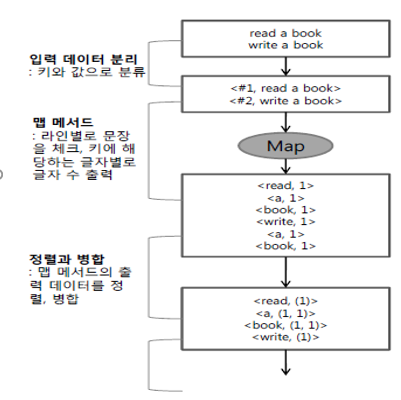 read a book
write a book
입력 데이터 분리
: 키와 값으로 분류
<#1, read a book>
<#2, write a book>
맵 메서드
: 라인별로 문장
을 체크, 키에 해
당하는 글자별로
글자 수 출력
Map
<read, 1>
<a, 1>
<book, 1>
<write, 1>
<a, 1>
<book, 1>
정렬과 병합
: 맵 메서드의 출
력 데이터를 정
렬, 병합
<read, (1)>
<a, (1, 1)>
<book, (1, 1)>
<write, (1)>